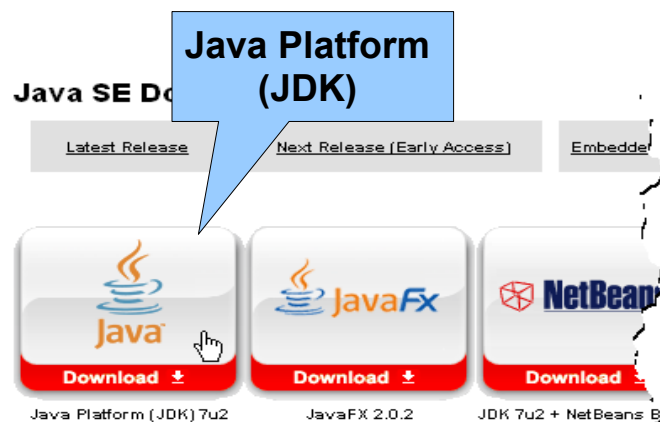 Java Platform
(JDK)
Java SE
Latest Release
Next Release (Early Access)
Java
JavaFX
NetBeans
Download
Download
Download
Java Platform (JDK) 7u2
JavaFX 2.0.2
JDK 7u2 + NetBeans